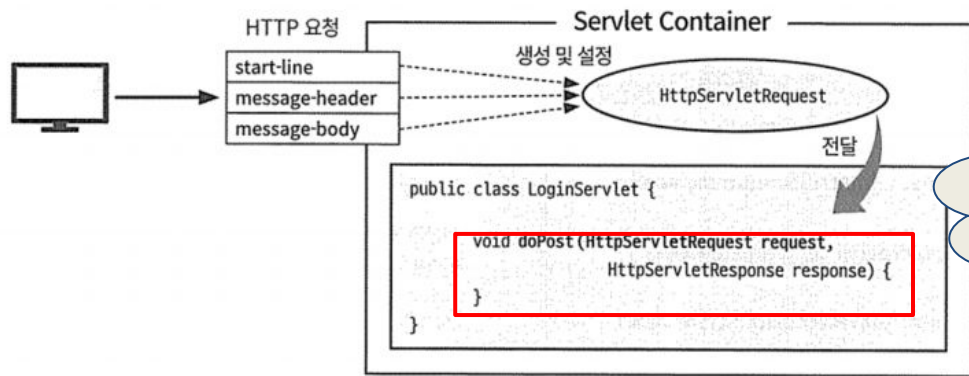 HTTP 요청
Servlet Container
start-line
message-header
message-body
생성 및 설정
HttpServletRequest
전달
public class LoginServlet {
void doPost(HttpServletRequest request,
HttpServletResponse response) {
}
}